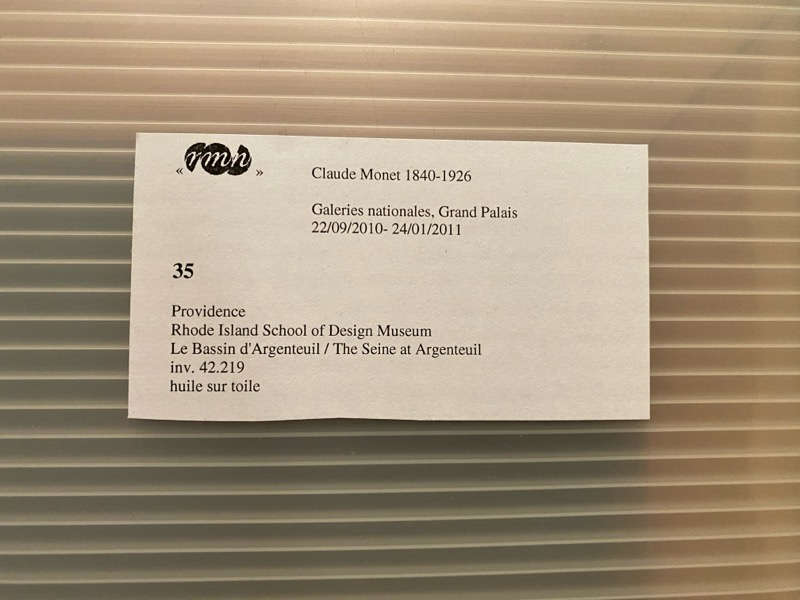 « rmn »
Claude Monet 1840-1926
Galeries nationales, Grand Palais
22/09/2010- 24/01/2011
35
Providence
Rhode Island School of Design Museum
Le Bassin d'Argenteuil / The Seine at Argenteuil
inv. 42.219
huile sur toile